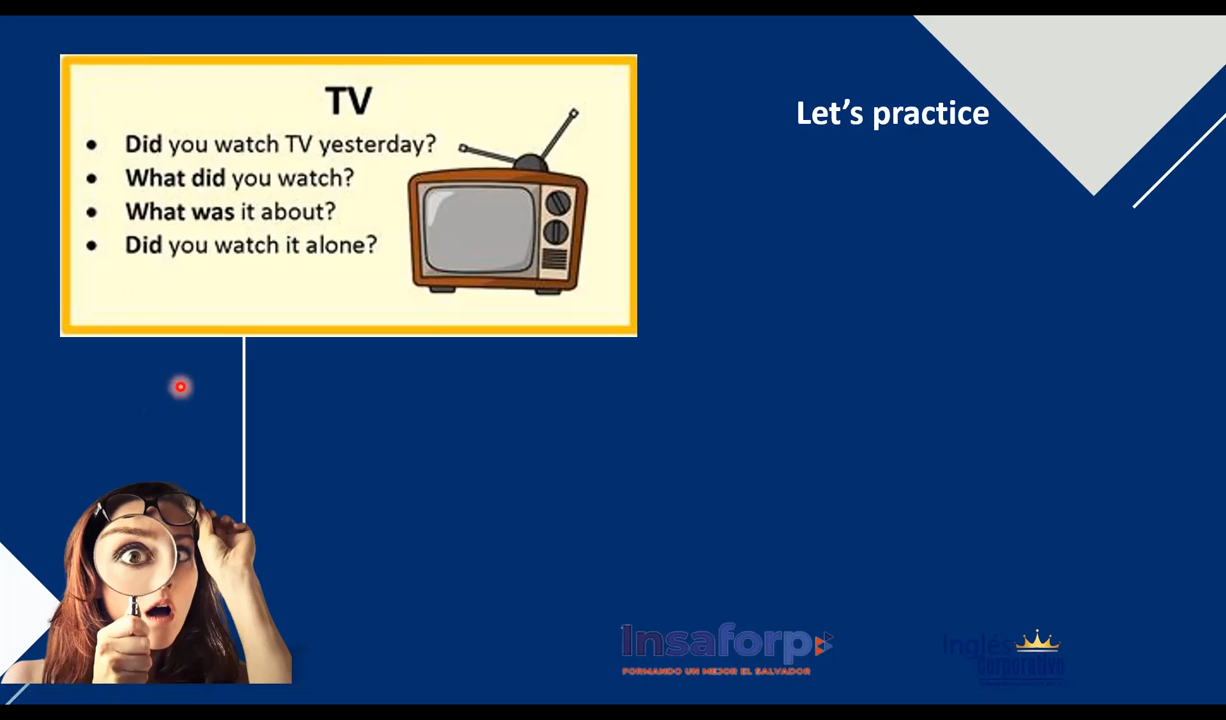 TV
Did you watch TV yesterday?
What did you watch?
What was it about?
Did you watch it alone?
Let's practice
Insaforp
FORMANDO UN MEJOR EL SALVADOR
Inglés
Corporativo